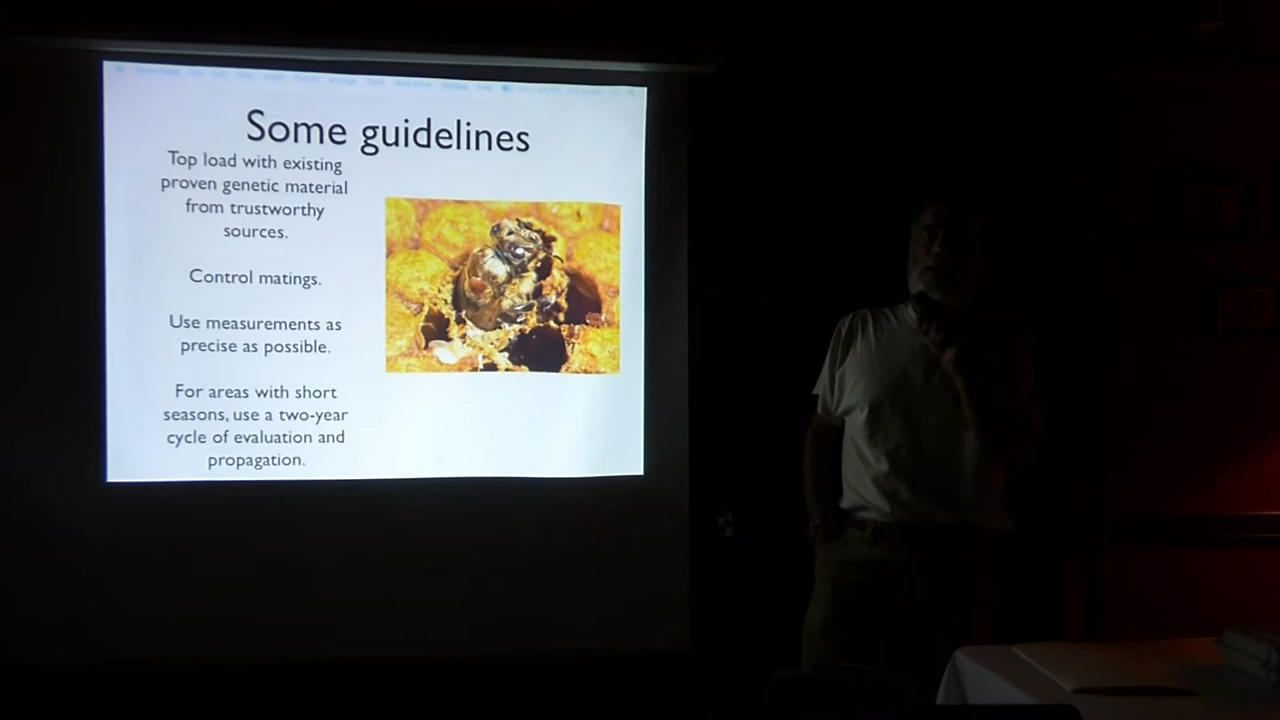 Some guidelines
Top load with existing
proven genetic material
from trustworthy
sources.
Control matings.
Use measurements as
precise as possible.
For areas with short
seasons, use a two-year
cycle of evaluation and
propagation.